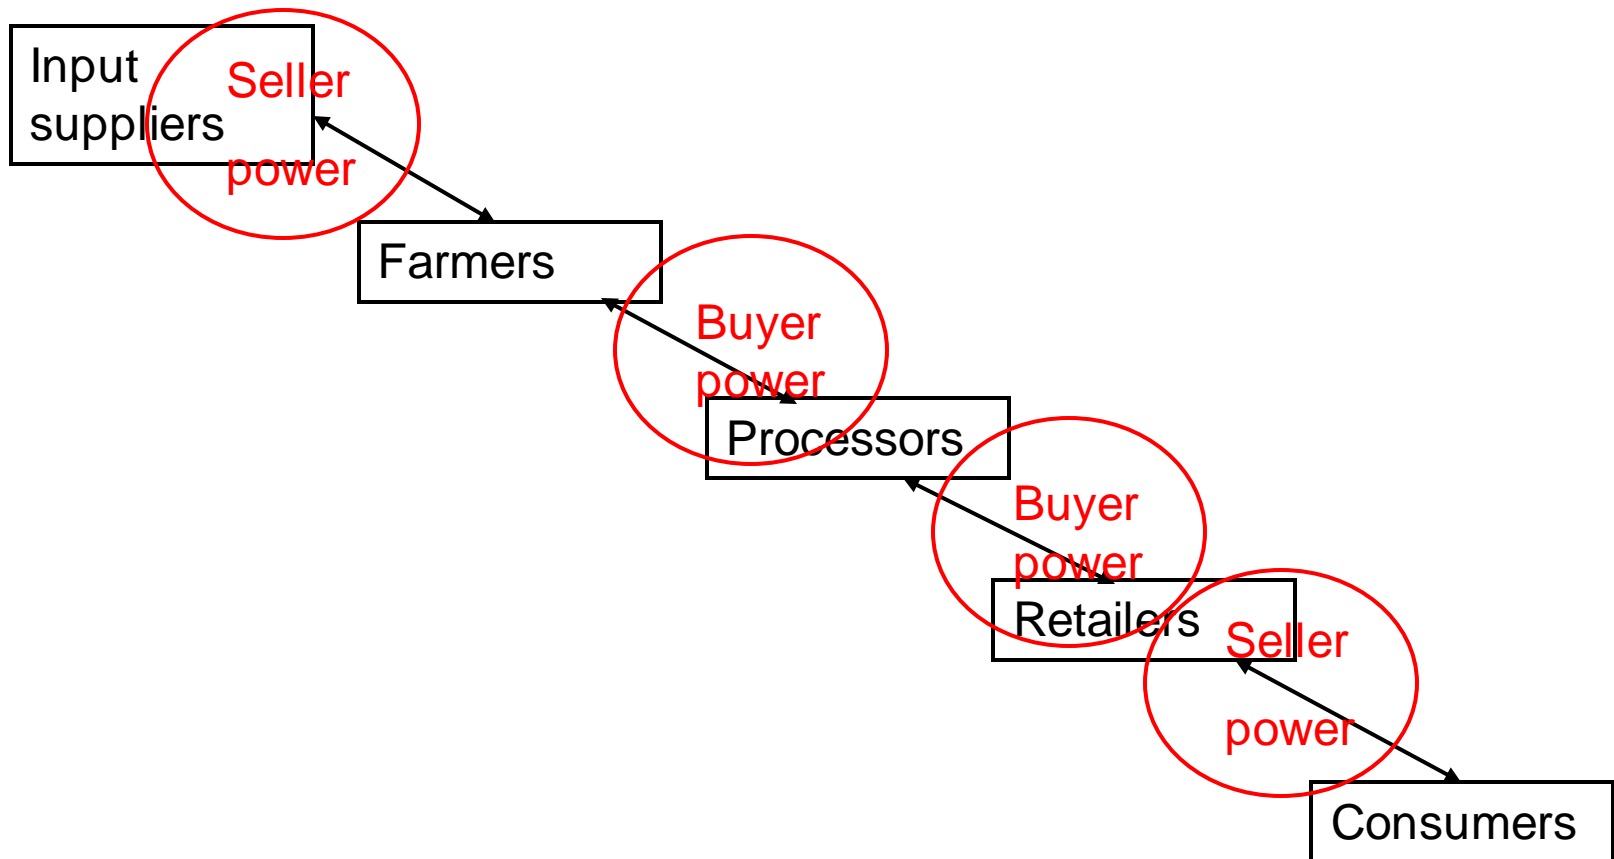 Input
suppliers
Seller
power
Farmers
Buyer
power
Processors
Buyer
power
Retailers
Seller
power
Consumers